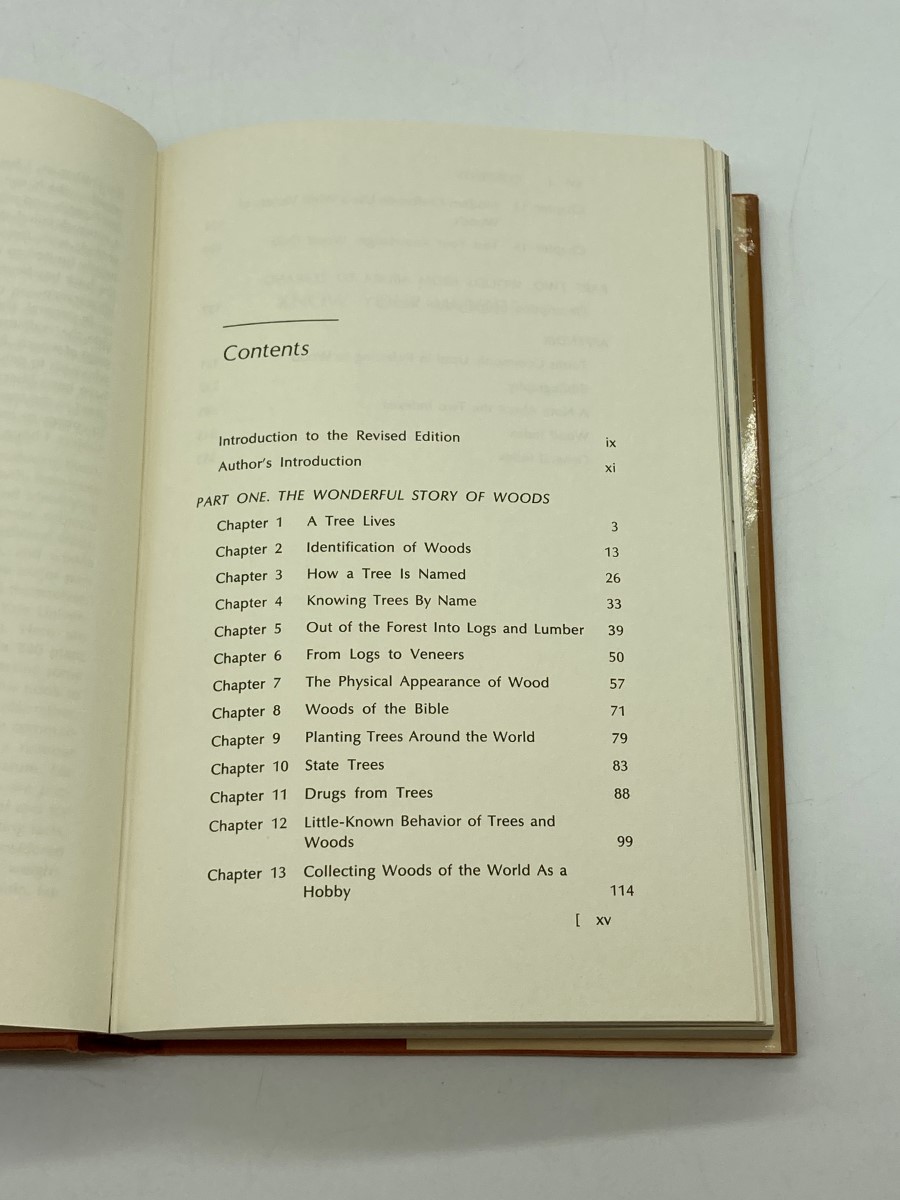 Contents
Introduction to the Revised Edition ix
Author's Introduction xi
PART ONE. THE WONDERFUL STORY OF WOODS
Chapter 1 A Tree Lives 3
Chapter 2 Identification of Woods 13
Chapter 3 How a Tree Is Named 26
Chapter 4 Knowing Trees By Name 33
Chapter 5 Out of the Forest Into Logs and Lumber 39
Chapter 6 From Logs to Veneers 50
Chapter 7 The Physical Appearance of Wood 57
Chapter 8 Woods of the Bible 71
Chapter 9 Planting Trees Around the World 79
Chapter 10 State Trees 83
Chapter 11 Drugs from Trees 88
Chapter 12 Little-Known Behavior of Trees and
Woods 99
Chapter 13 Collecting Woods of the World As a
Hobby 114
[ xv